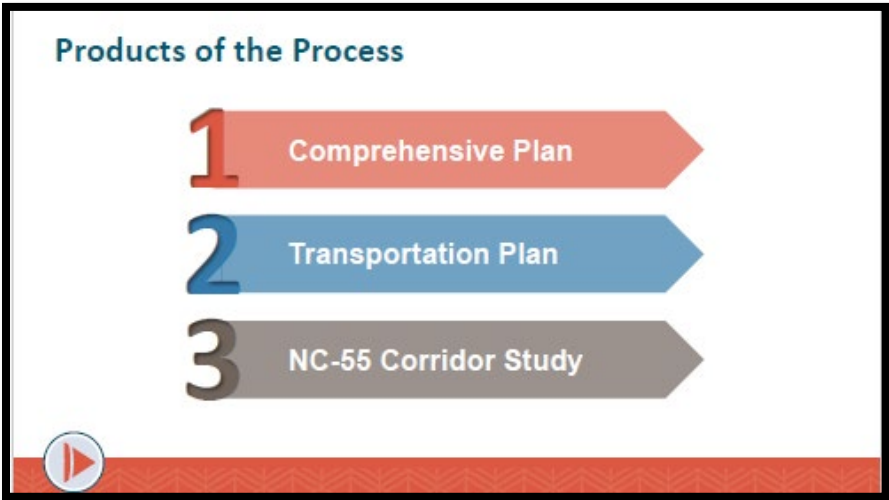 Products of the Process
1 Comprehensive Plan
2 Transportation Plan
3 NC-55 Corridor Study